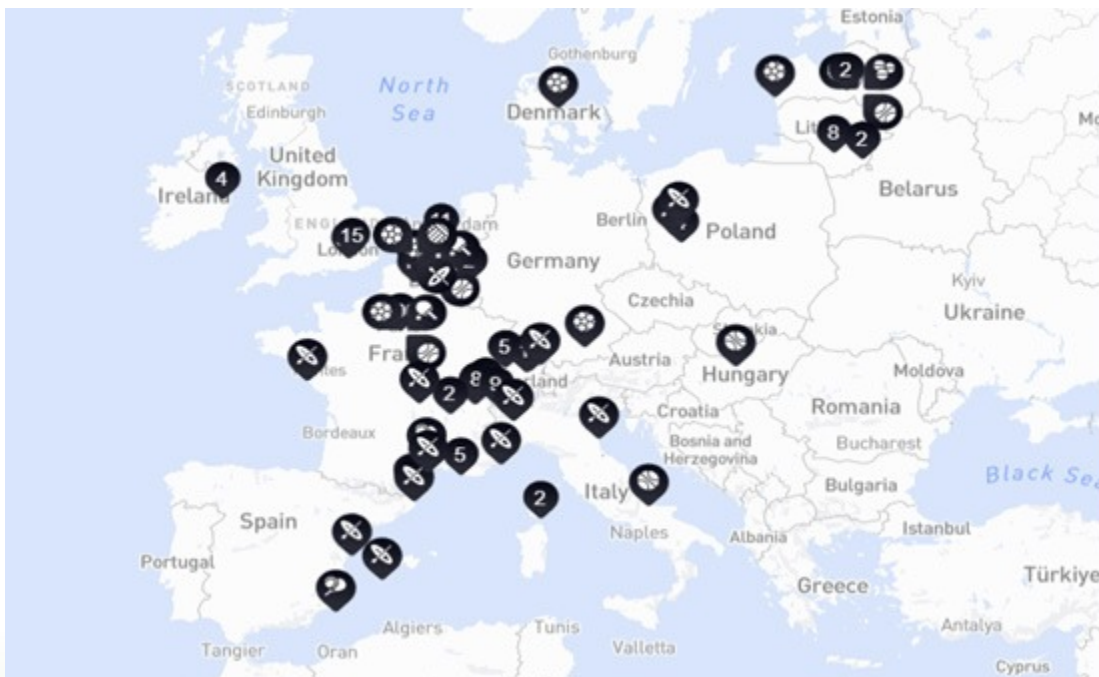 Estonia
Gothenburg
North
Sea
SCOTLAND
Edinburgh
2
Denmark
United
Kingdom
8
2
4
Ireland
Belarus
Berlin
Poland
15
Germany
Kyiv
Czechia
Ukraine
5
Austria
Hungary
Moldova
8
2
Croatia
Romania
Bordeaux
Bosnia and
Herzegovina
Bucharest
5
Bulgaria
Black
2
Italy
Spain
Istanbul
Naples
Albania
Portugal
Türkiye
Greece
Algiers
Tunis
Antalya
Tangier
Oran
Valletta
Cyprus